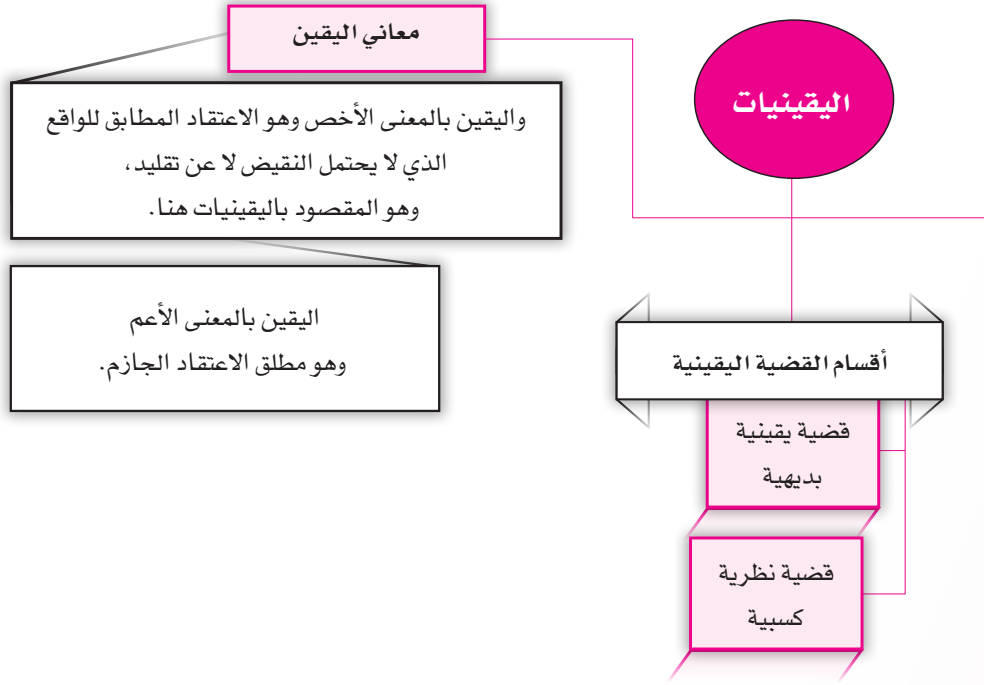 اليقينيات
معاني اليقين
واليقين بالمعنى الأخص وهو الاعتقاد المطابق للواقع
الذي لا يحتمل النقيض لا عن تقليد،
وهو المقصود باليقينيات هنا.
اليقين بالمعنى الأعم
وهو مطلق الاعتقاد الجازم.
أقسام القضية اليقينية
قضية يقينية
بديهية
قضية نظرية
كسبية